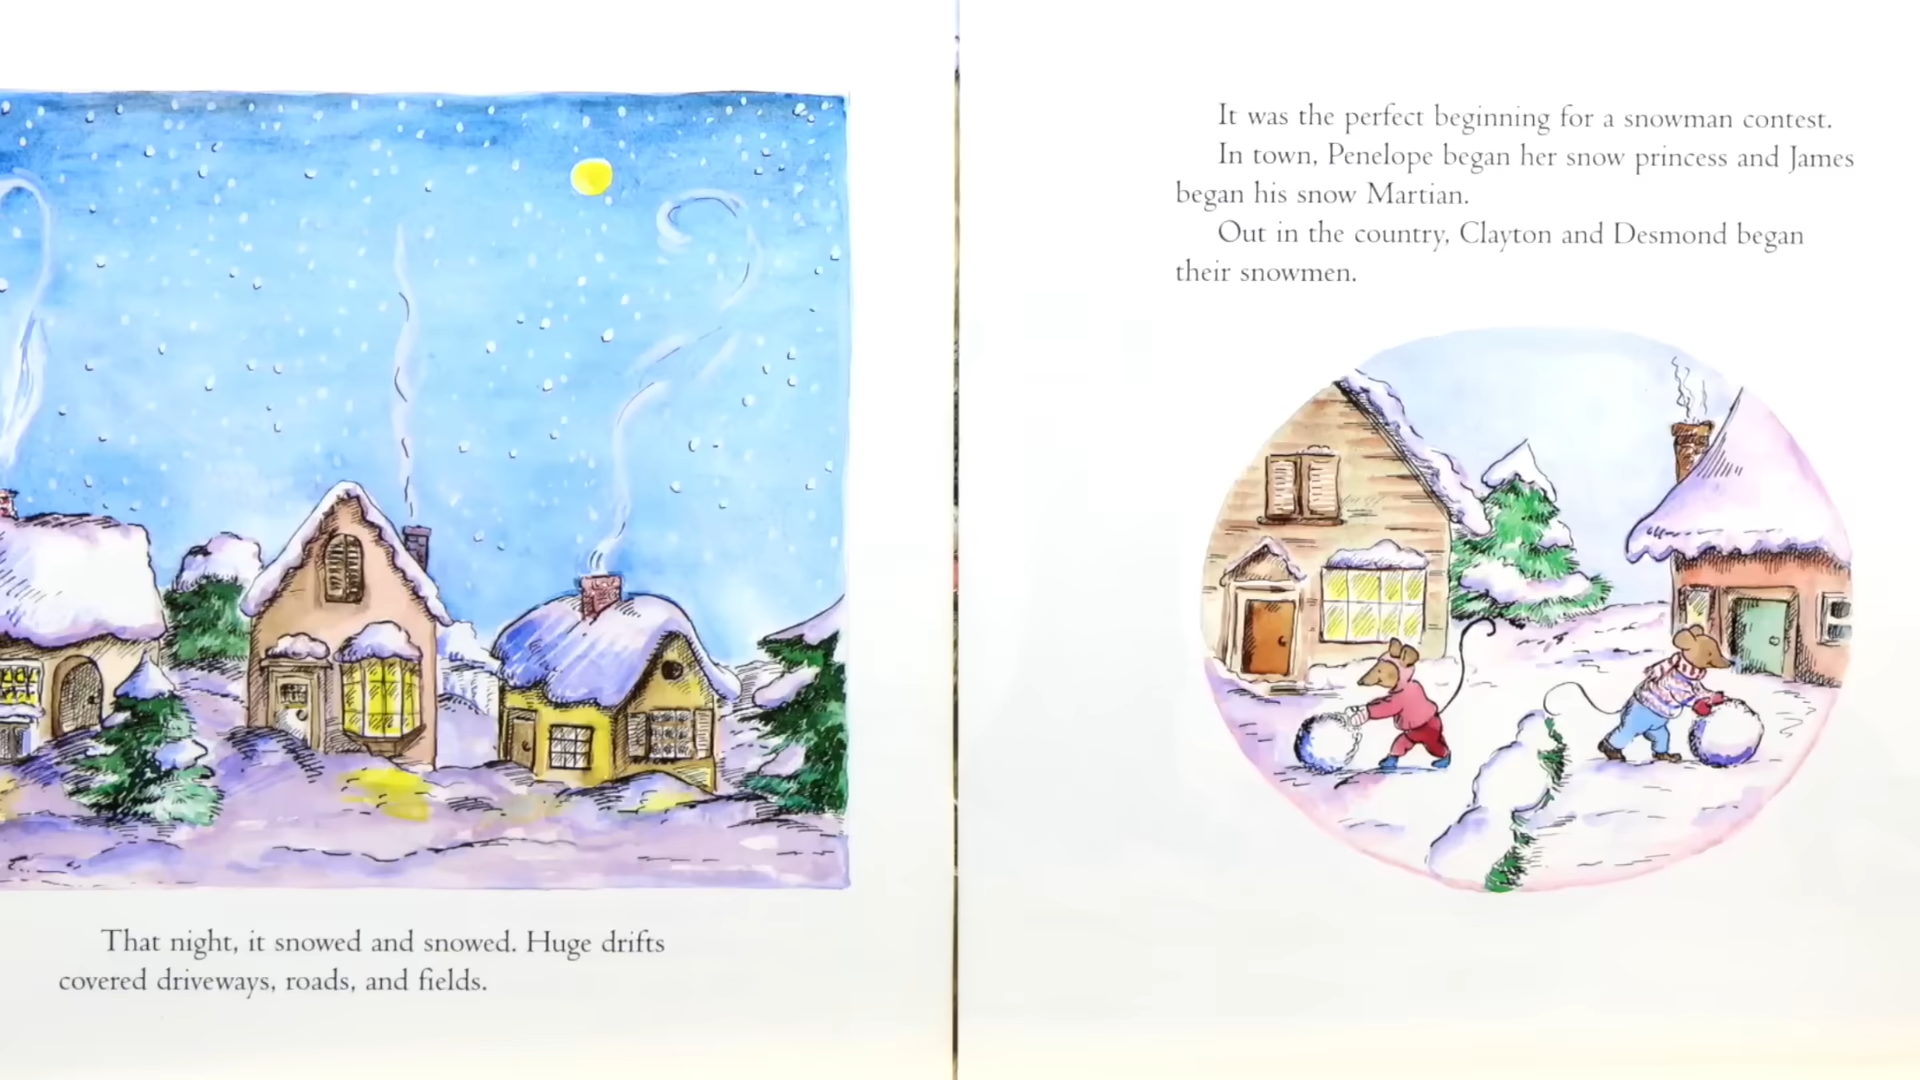 That night, it snowed and snowed. Huge drifts
covered driveways, roads, and fields.
It was the perfect beginning for a snowman contest.
In town, Penelope began her snow princess and James
began his snow Martian.
Out in the country, Clayton and Desmond began
their snowmen.